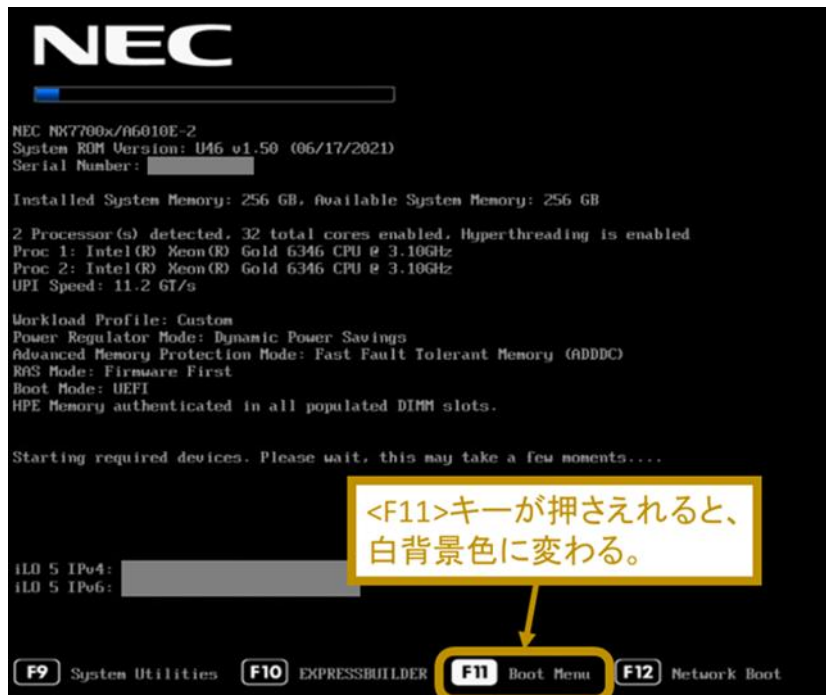 NEC
NEC NX7700x/A6010E-2
System ROM Version: U46 v1.50 (06/17/2021)
Serial Number:
Installed System Memory: 256 GB, Available System Memory: 256 GB
2 Processor(s) detected, 32 total cores enabled, Hyperthreading is enabled
Proc 1: Intel(R) Xeon(R) Gold 6346 CPU @ 3.10GHz
Proc 2: Intel(R) Xeon(R) Gold 6346 CPU @ 3.10GHz
UPI Speed: 11.2 GT/s
Workload Profile: Custom
Power Regulator Mode: Dynamic Power Savings
Advanced Memory Protection Mode: Fast Fault Tolerant Memory (ADDDC)
RAS Mode: Firmware First
Boot Mode: UEFI
HPE Memory authenticated in all populated DIMM slots.
Starting required devices. Please wait, this may take a few moments....
<F11>キーが押さえれると、
白背景色に変わる。
iLO 5 IPv4:
iLO 5 IPv6:
F9 System Utilities F10 EXPRESSBUILDER F11 Boot Menu F12 Network Boot